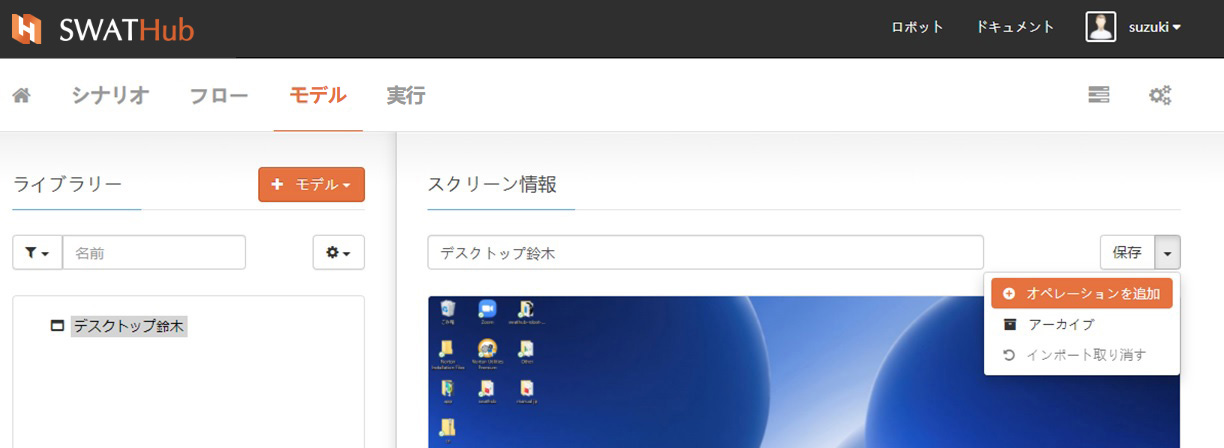 SWATHub
ロボット ドキュメント suzuki
シナリオ フロー モデル 実行
ライブラリー
モデル
スクリーン情報
名前
デスクトップ鈴木
保存
オペレーションを追加
アーカイブ
インポート取り消す
デスクトップ鈴木
ごみ箱 Zoom
Norton Installation Files
Norton Utilities Premium
Other
swathub
manual.jp